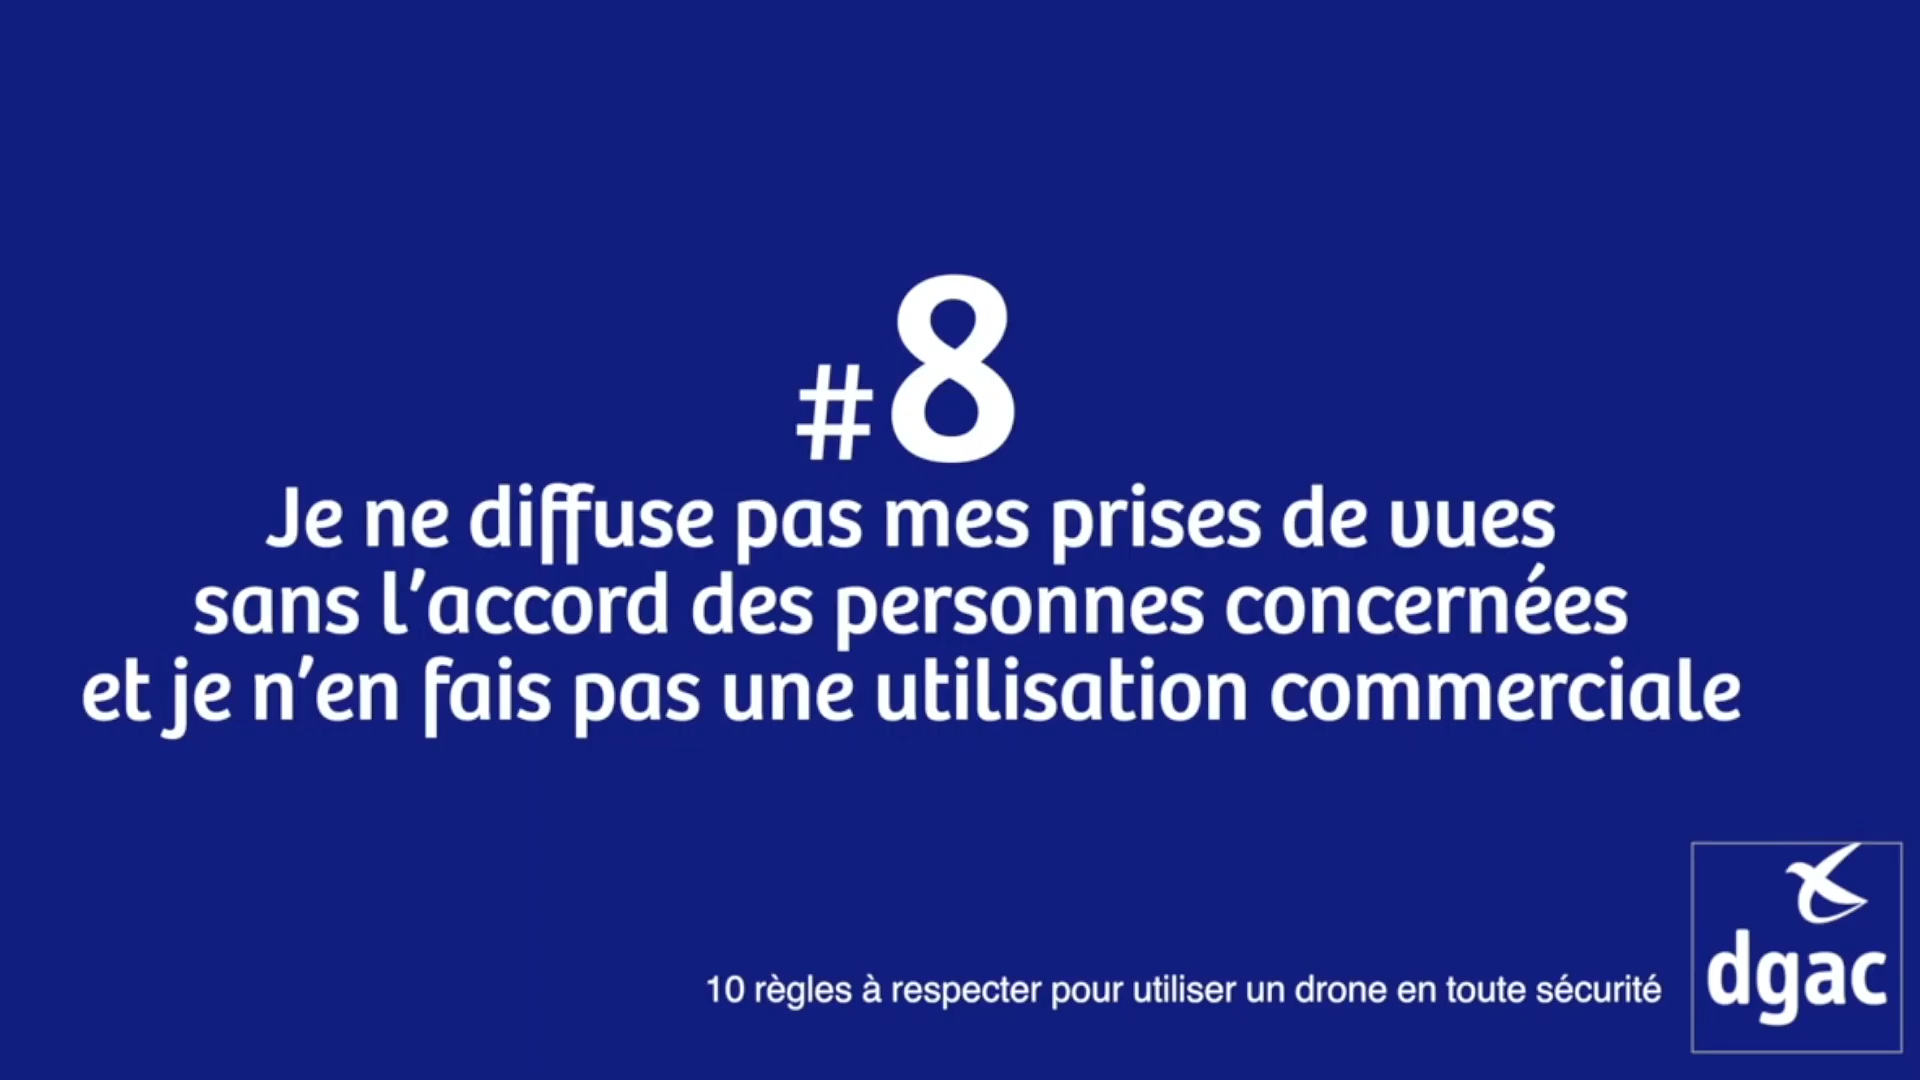 #8
Je ne diffuse pas mes prises de vues
sans l’accord des personnes concernées
et je n’en fais pas une utilisation commerciale
10 règles à respecter pour utiliser un drone en toute sécurité
dgac